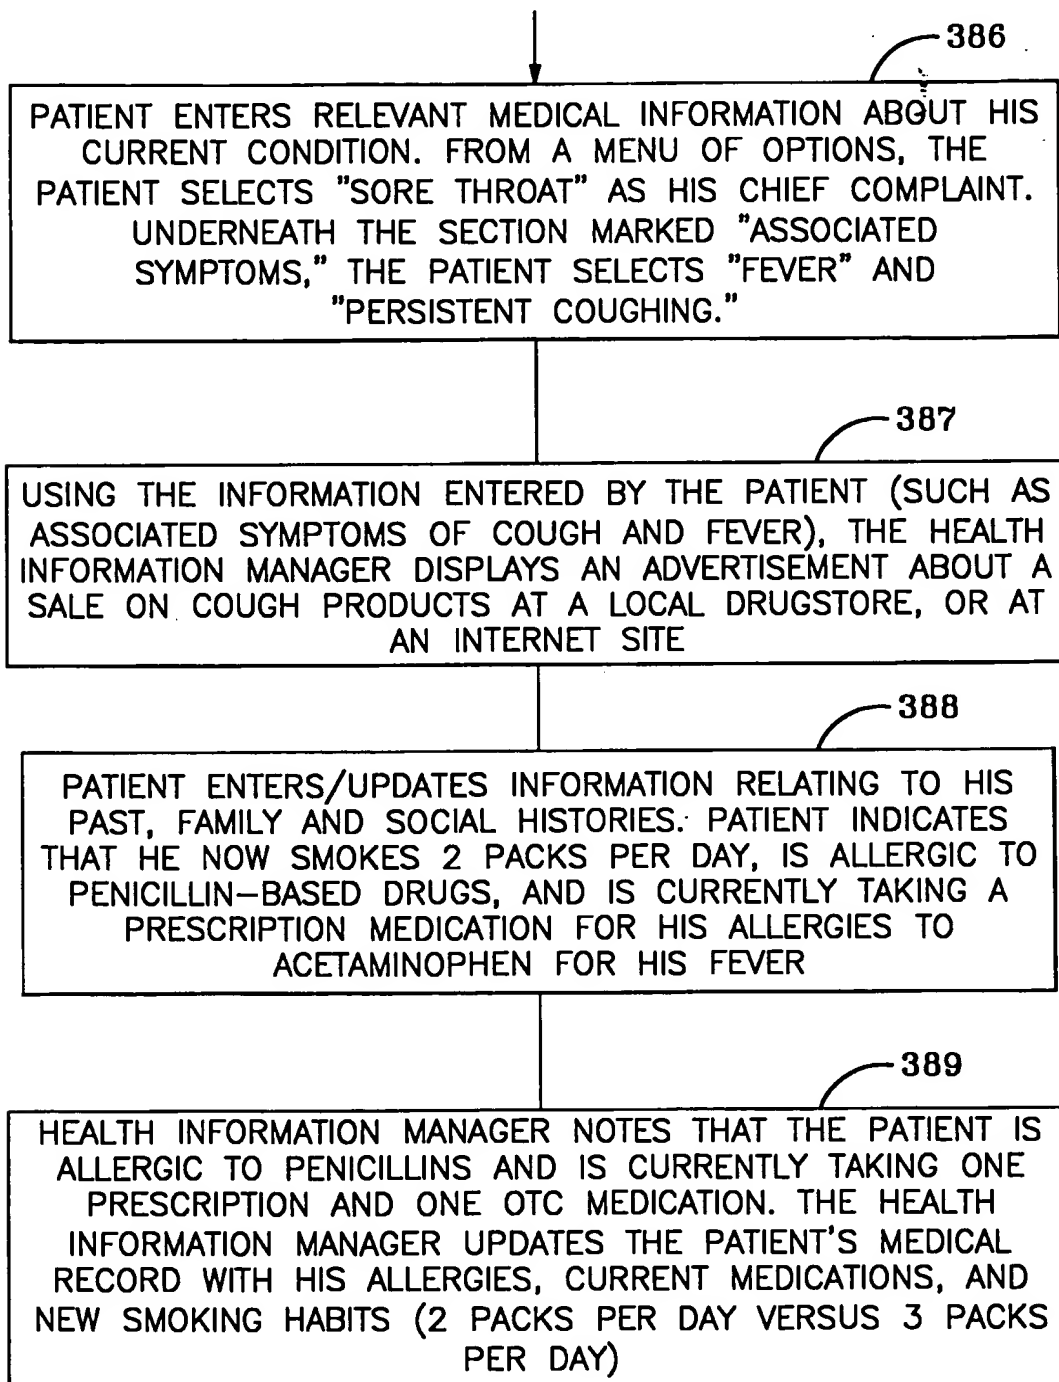 386
PATIENT ENTERS RELEVANT MEDICAL INFORMATION ABOUT HIS
CURRENT CONDITION. FROM A MENU OF OPTIONS, THE
PATIENT SELECTS "SORE THROAT" AS HIS CHIEF COMPLAINT.
UNDERNEATH THE SECTION MARKED "ASSOCIATED
SYMPTOMS," THE PATIENT SELECTS "FEVER" AND
"PERSISTENT COUGHING."
387
USING THE INFORMATION ENTERED BY THE PATIENT (SUCH AS
ASSOCIATED SYMPTOMS OF COUGH AND FEVER), THE HEALTH
INFORMATION MANAGER DISPLAYS AN ADVERTISEMENT ABOUT A
SALE ON COUGH PRODUCTS AT A LOCAL DRUGSTORE, OR AT
AN INTERNET SITE
388
PATIENT ENTERS/UPDATES INFORMATION RELATING TO HIS
PAST, FAMILY AND SOCIAL HISTORIES. PATIENT INDICATES
THAT HE NOW SMOKES 2 PACKS PER DAY, IS ALLERGIC TO
PENICILLIN-BASED DRUGS, AND IS CURRENTLY TAKING A
PRESCRIPTION MEDICATION FOR HIS ALLERGIES TO
ACETAMINOPHEN FOR HIS FEVER
389
HEALTH INFORMATION MANAGER NOTES THAT THE PATIENT IS
ALLERGIC TO PENICILLINS AND IS CURRENTLY TAKING ONE
PRESCRIPTION AND ONE OTC MEDICATION. THE HEALTH
INFORMATION MANAGER UPDATES THE PATIENT'S MEDICAL
RECORD WITH HIS ALLERGIES, CURRENT MEDICATIONS, AND
NEW SMOKING HABITS (2 PACKS PER DAY VERSUS 3 PACKS
PER DAY)